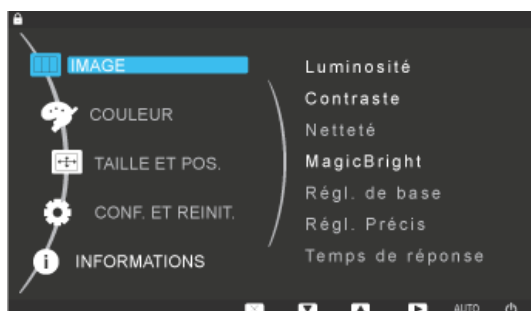 IMAGE
COULEUR
TAILLE ET POS.
CONF. ET REINIT.
INFORMATIONS
Luminosité
Contraste
Netteté
MagicBright
Régl. de base
Régl. Précis
Temps de réponse
AUTO